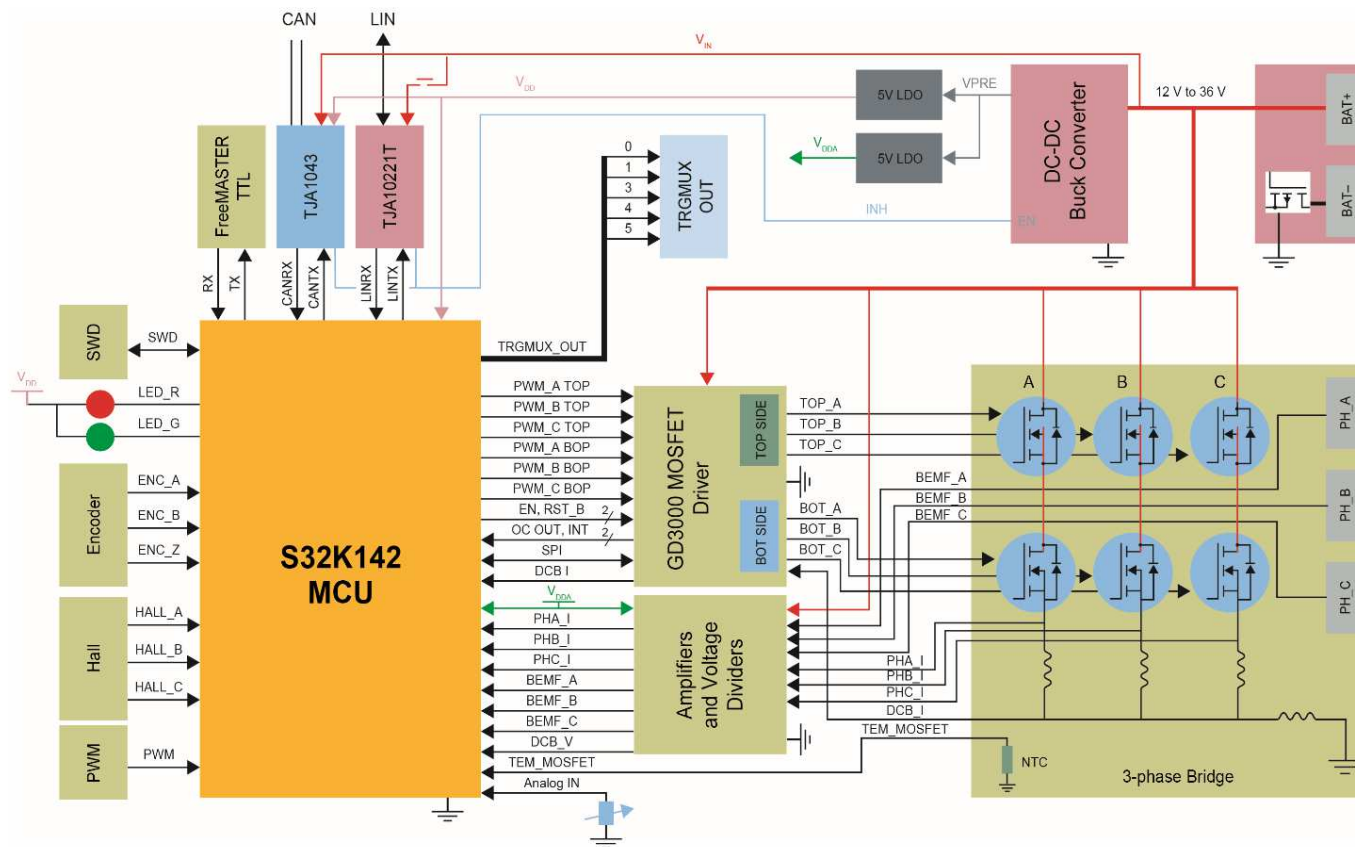 CAN
LIN
VIN
VDD
5V LDO
VPRE
12 V to 36 V
BAT+
DC-DC
Buck Converter
5V LDO
VDDA
EN
INH
BAT–
FreeMASTER
TTL
TJA1043
TJA10221T
0
1
3
4
5
TRGMUX
OUT
RX
TX
CANRX
CANTX
LINRX
LINTX
SWD
SWD
TRGMUX_OUT
VDD
LED_R
LED_G
S32K142
MCU
PWM_A TOP
PWM_B TOP
PWM_C TOP
PWM_A BOP
PWM_B BOP
PWM_C BOP
EN, RST_B
2
OC OUT, INT
2
SPI
DCB I
GD3000 MOSFET
Driver
TOP SIDE
BOT SIDE
TOP_A
TOP_B
TOP_C
BOT_A
BOT_B
BOT_C
A
B
C
PH_A
PH_B
PH_C
BEMF_A
BEMF_B
BEMF_C
Encoder
ENC_A
ENC_B
ENC_Z
Hall
HALL_A
HALL_B
HALL_C
PWM
PWM
VDDA
PHA_I
PHB_I
PHC_I
BEMF_A
BEMF_B
BEMF_C
DCB_V
TEM_MOSFET
Analog IN
Amplifiers
and Voltage
Dividers
PHA_I
PHB_I
PHC_I
DCB_I
TEM_MOSFET
NTC
3-phase Bridge